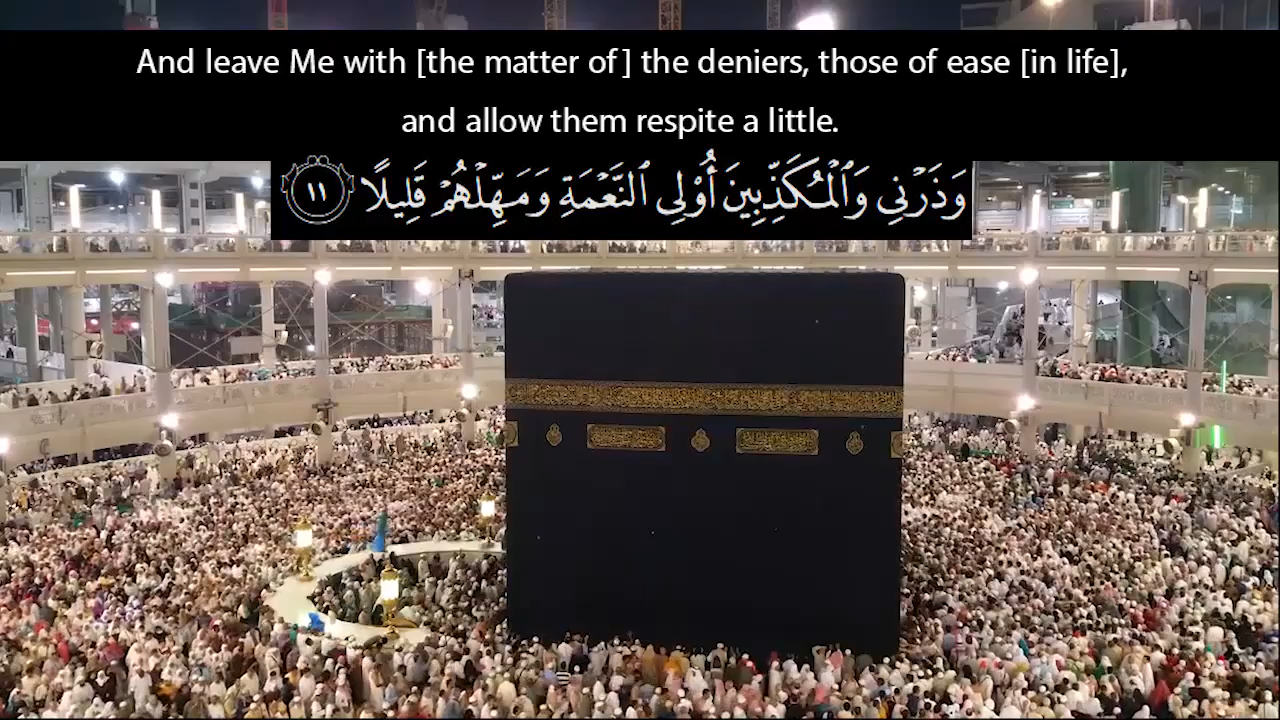 And leave Me with [the matter of] the deniers, those of ease [in life],
and allow them respite a little.
وَذَرْنِى وَٱلْمُكَذِّبِينَ أُو۟لِى ٱلنَّعْمَةِ وَمَهِّلْهُمْ قَلِيلًا ١١